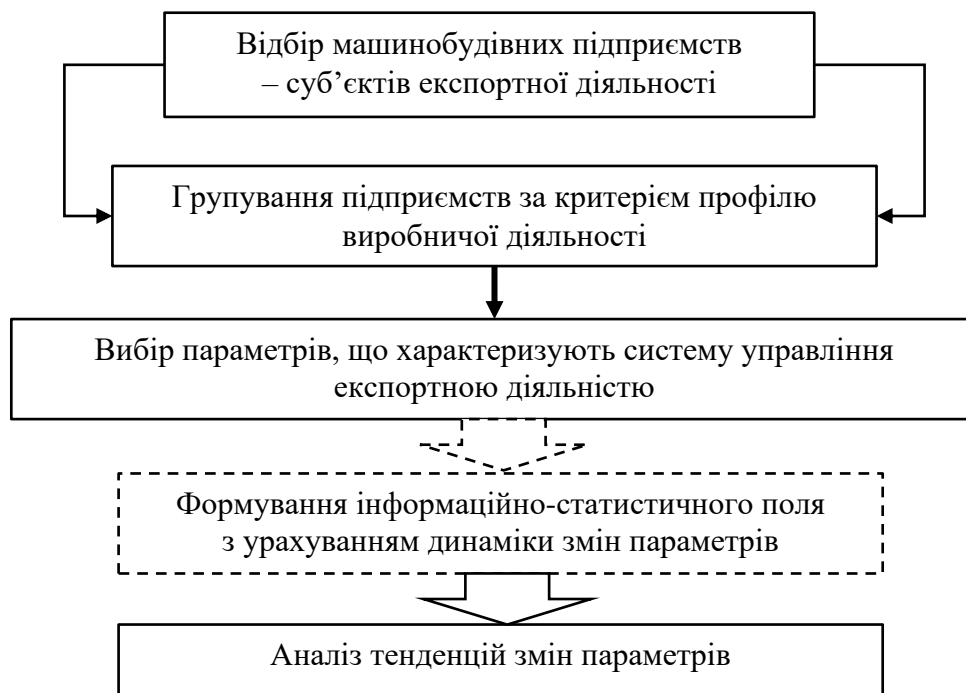 Відбір машинобудівних підприємств
– суб’єктів експортної діяльності
Групування підприємств за критерієм профілю
виробничої діяльності
Вибір параметрів, що характеризують систему управління
експортною діяльністю
Формування інформаційно-статистичного поля
з урахуванням динаміки змін параметрів
Аналіз тенденцій змін параметрів